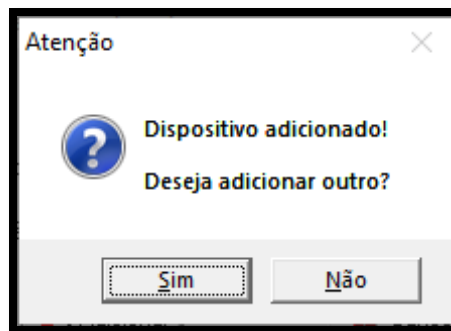 Atenção
Dispositivo adicionado!
Deseja adicionar outro?
Sim Não